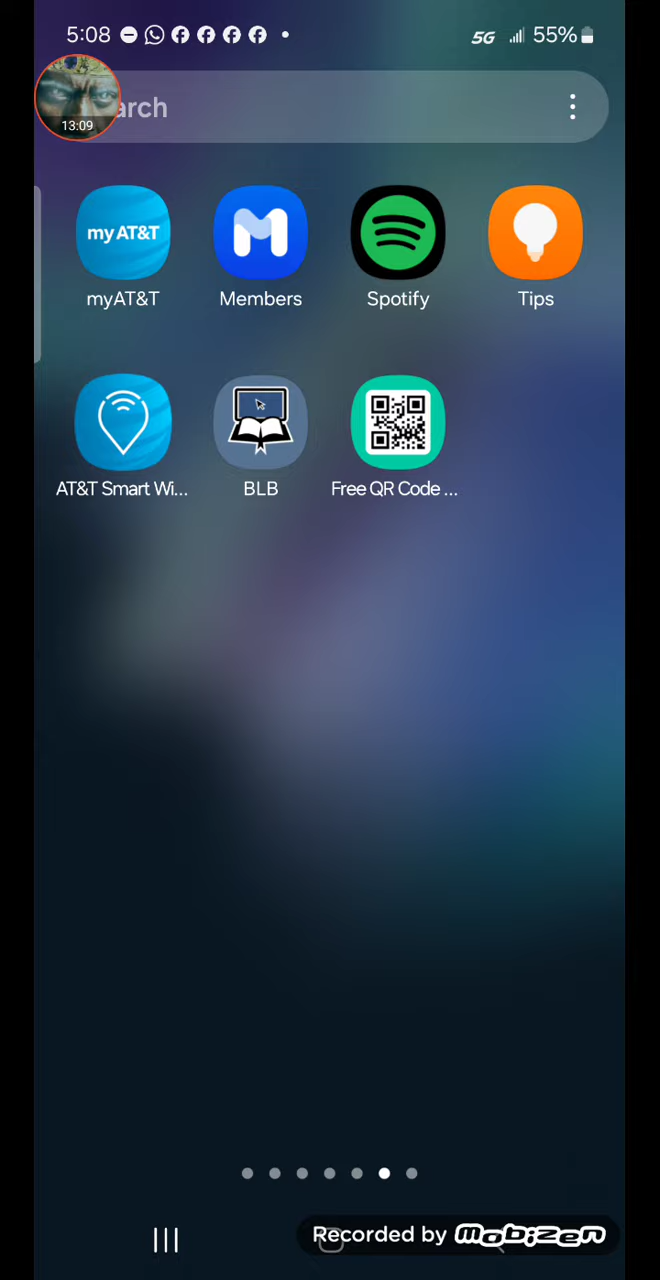 5:08
5G
55%
arch
13:09
my AT&T
myAT&T
Members
Spotify
Tips
AT&T Smart Wi...
BLB
Free QR Code ...
Recorded by mobizen